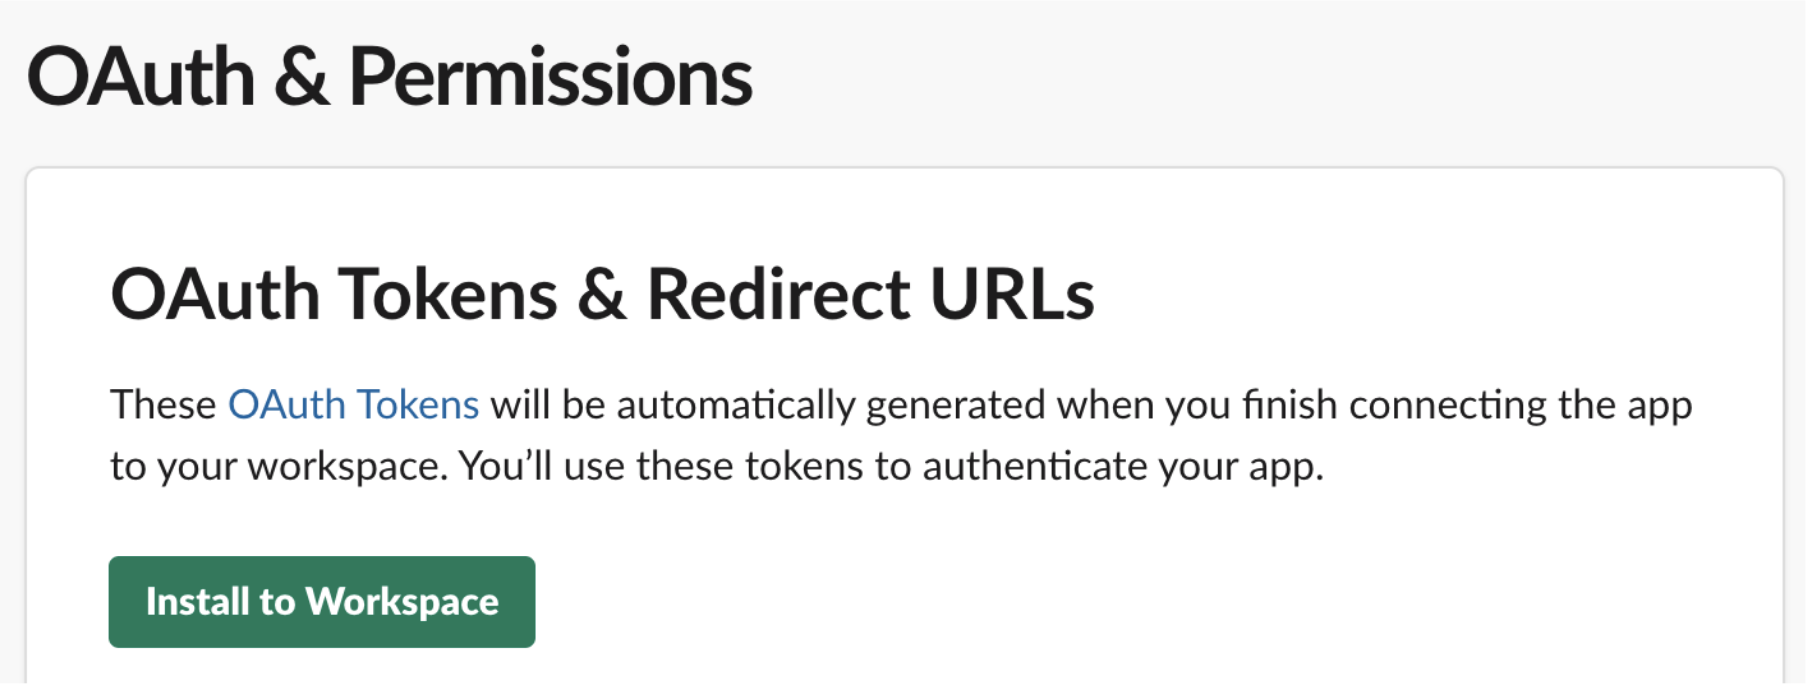 OAuth & Permissions
OAuth Tokens & Redirect URLs
These OAuth Tokens will be automatically generated when you finish connecting the app
to your workspace. You’ll use these tokens to authenticate your app.
Install to Workspace